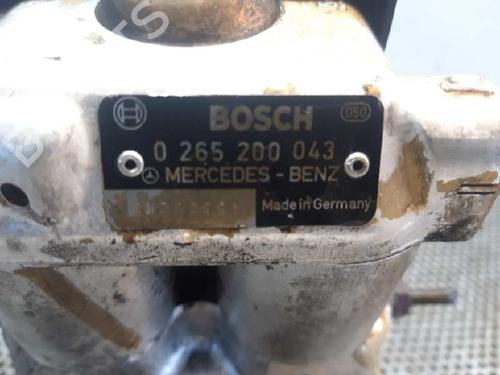 BOSCH
050
0 265 200 043
MERCEDES-BENZ
Made in Germany